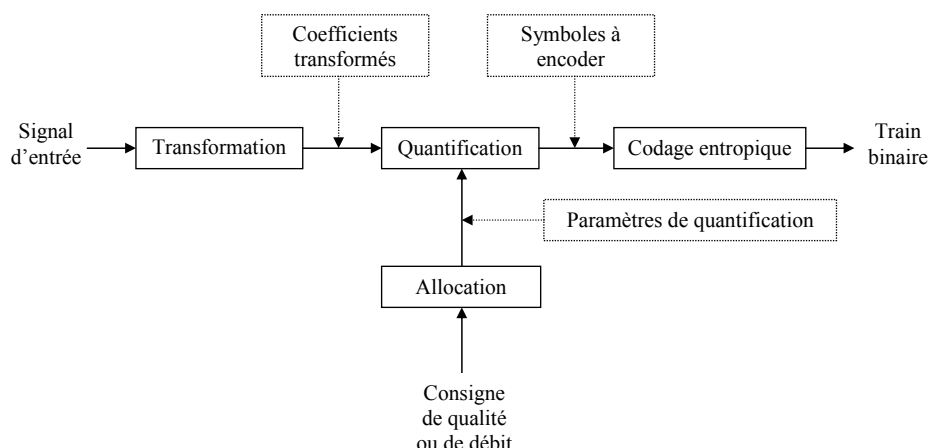 Coefficients
transformés
Symboles à
encoder
Signal
d'entrée
Transformation
Quantification
Codage entropique
Train
binaire
Paramètres de quantification
Allocation
Consigne
de qualité
ou de débit